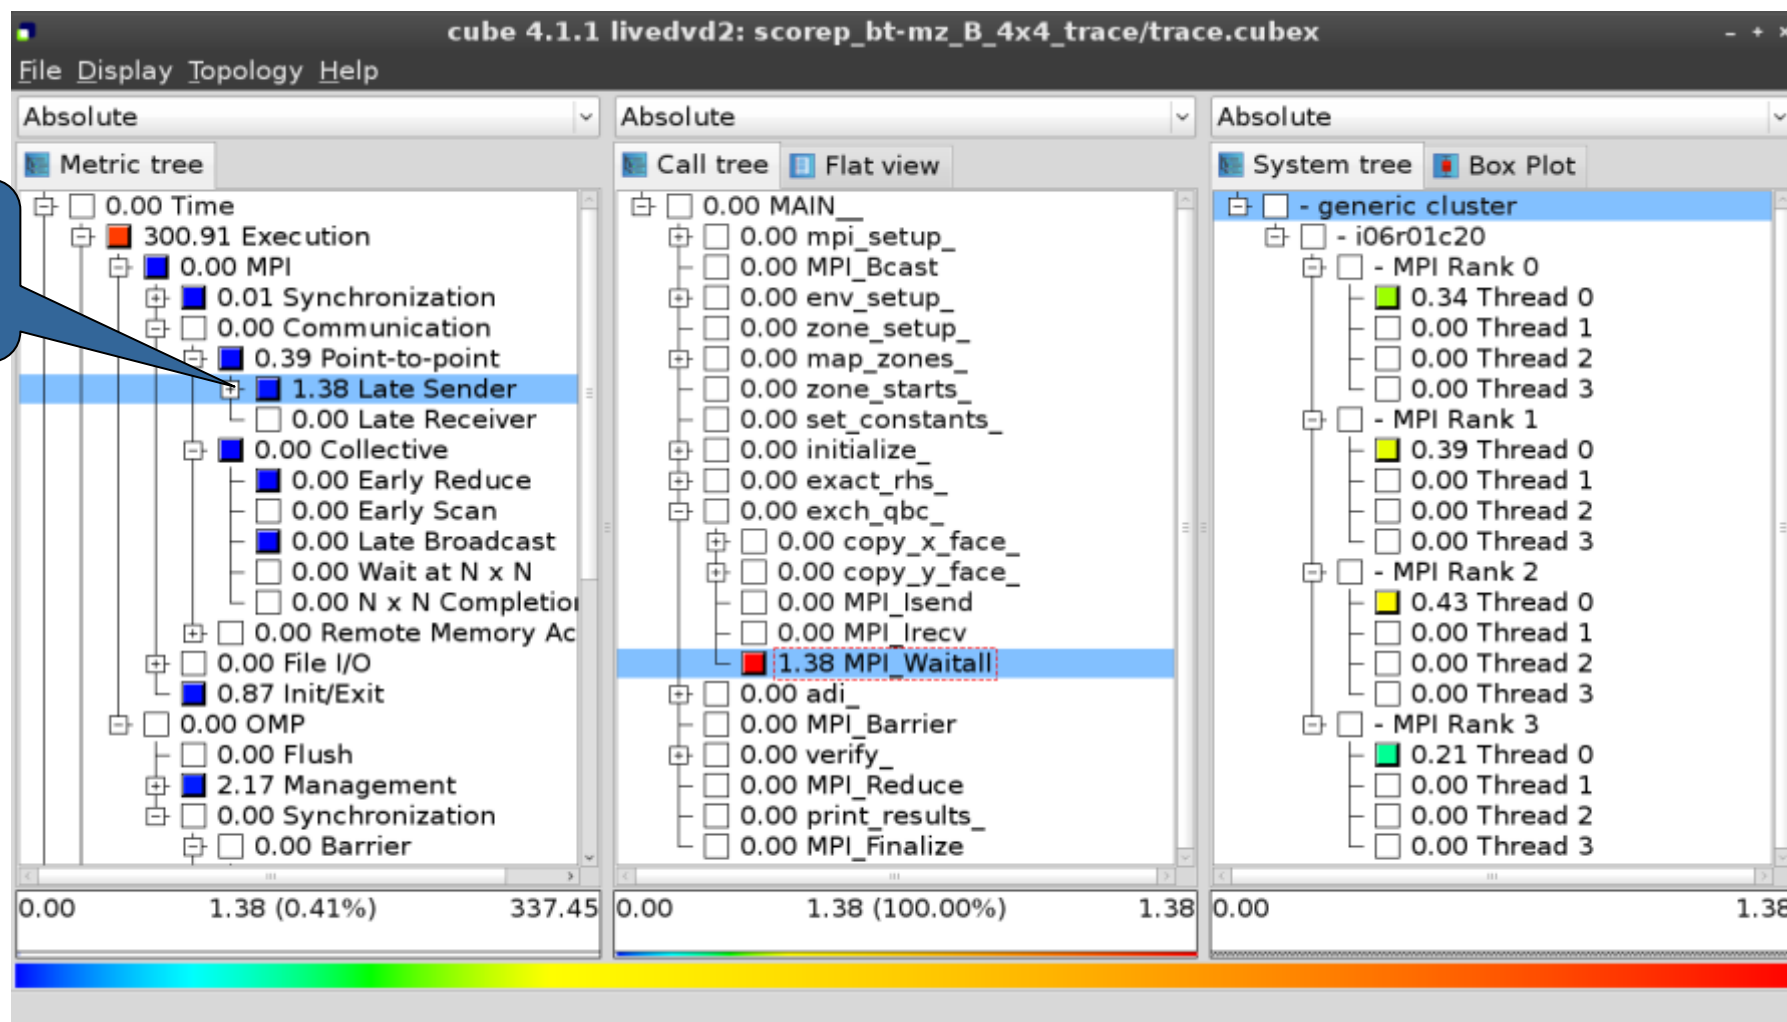 cube 4.1.1 livedvd2: scorep_bt-mz_B_4x4_trace/trace.cubex
File Display Topology Help
Absolute
Metric tree
0.00 Time
300.91 Execution
0.00 MPI
0.01 Synchronization
0.00 Communication
0.39 Point-to-point
1.38 Late Sender
0.00 Late Receiver
0.00 Collective
0.00 Early Reduce
0.00 Early Scan
0.00 Late Broadcast
0.00 Wait at N x N
0.00 N x N Completion
0.00 Remote Memory Ac
0.00 File I/O
0.87 Init/Exit
0.00 OMP
0.00 Flush
2.17 Management
0.00 Synchronization
0.00 Barrier
0.00 1.38 (0.41%) 337.45
Absolute
Call tree Flat view
0.00 MAIN__
0.00 mpi_setup_
0.00 MPI_Bcast
0.00 env_setup_
0.00 zone_setup_
0.00 map_zones_
0.00 zone_starts_
0.00 set_constants_
0.00 initialize_
0.00 exact_rhs_
0.00 exch_qbc_
0.00 copy_x_face_
0.00 copy_y_face_
0.00 MPI_Isend
0.00 MPI_Irecv
1.38 MPI_Waitall
0.00 adi_
0.00 MPI_Barrier
0.00 verify_
0.00 MPI_Reduce
0.00 print_results_
0.00 MPI_Finalize
0.00 1.38 (100.00%) 1.38
Absolute
System tree Box Plot
- generic cluster
- i06r01c20
- MPI Rank 0
0.34 Thread 0
0.00 Thread 1
0.00 Thread 2
0.00 Thread 3
- MPI Rank 1
0.39 Thread 0
0.00 Thread 1
0.00 Thread 2
0.00 Thread 3
- MPI Rank 2
0.43 Thread 0
0.00 Thread 1
0.00 Thread 2
0.00 Thread 3
- MPI Rank 3
0.21 Thread 0
0.00 Thread 1
0.00 Thread 2
0.00 Thread 3
0.00 1.38